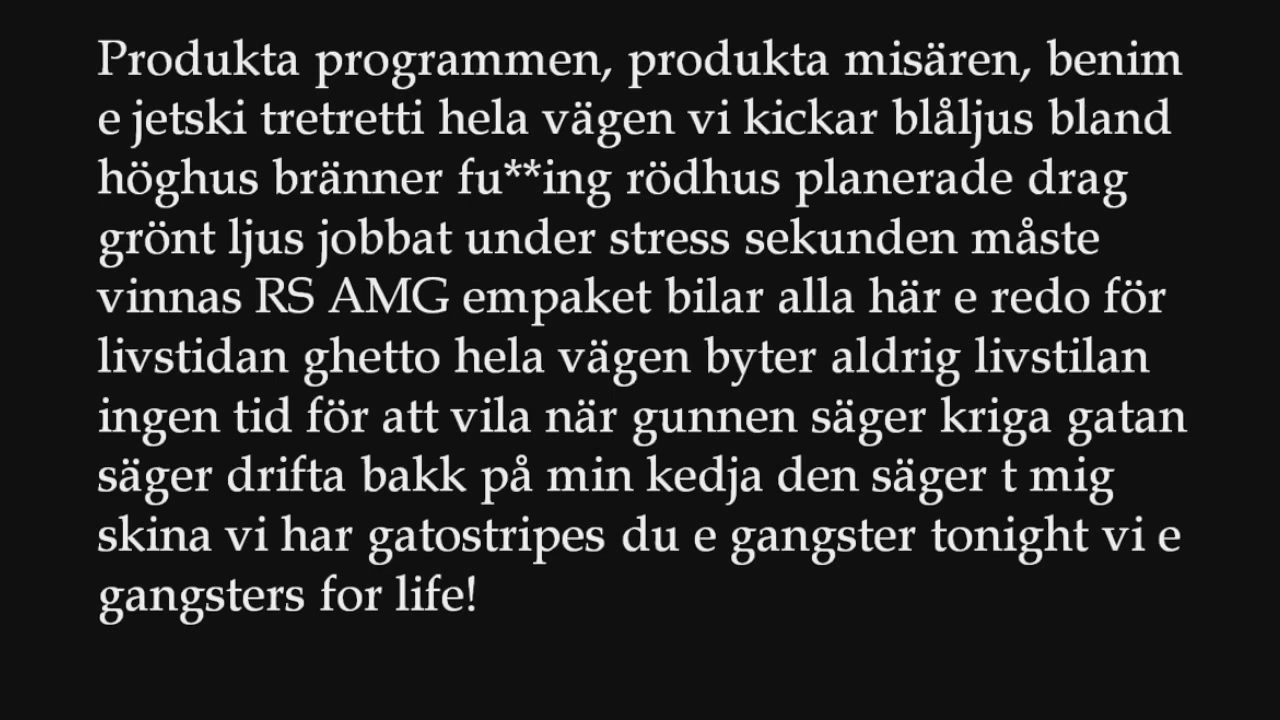 Produkta programmen, produkta misären, benim
e jetski tretretti hela vägen vi kickar blåljus bland
höghus bränner fu**ing rödhus planerade drag
grönt ljus jobbat under stress sekunden måste
vinnas RS AMG empaket bilar alla här e redo för
livstidan ghetto hela vägen byter aldrig livstilan
ingen tid för att vila när gunnen säger kriga gatan
säger drifta bakk på min kedja den säger t mig
skina vi har gatostripes du e gangster tonight vi e
gangsters for life!